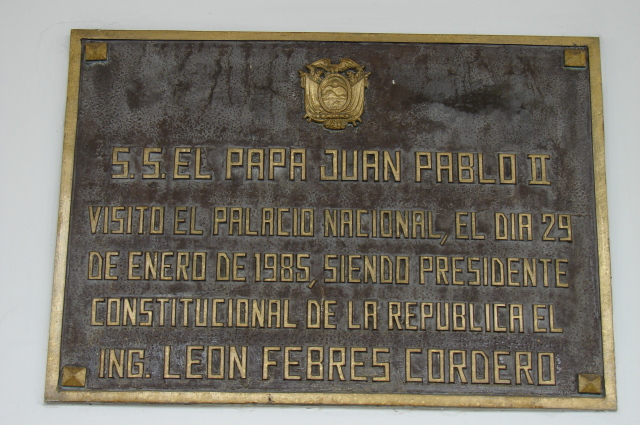 S.S. EL PAPA JUAN PABLO II
VISITO EL PALACIO NACIONAL, EL DIA 29
DE ENERO DE 1985, SIENDO PRESIDENTE
CONSTITUCIONAL DE LA REPUBLICA EL
ING. LEON FEBRES CORDERO